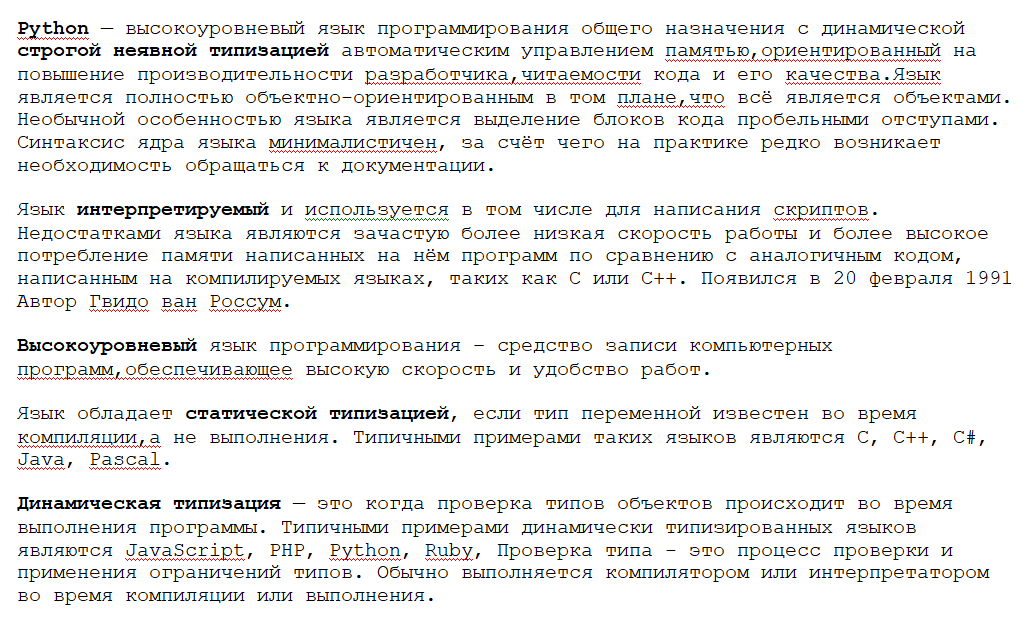 Python — высокоуровневый язык программирования общего назначения с динамической
строгой неявной типизацией автоматическим управлением памятью,ориентированный на
повышение производительности разработчика,читаемости кода и его качества.Язык
является полностью объектно-ориентированным в том плане,что всё является объектами.
Необычной особенностью языка является выделение блоков кода пробельными отступами.
Синтаксис ядра языка минималистичен, за счёт чего на практике редко возникает
необходимость обращаться к документации.
Язык интерпретируемый и используется в том числе для написания скриптов.
Недостатками языка являются зачастую более низкая скорость работы и более высокое
потребление памяти написанных на нём программ по сравнению с аналогичным кодом,
написанным на компилируемых языках, таких как C или C++. Появился в 20 февраля 1991
Автор Гвидо ван Россум.
Высокоуровневый язык программирования – средство записи компьютерных
программ,обеспечивающее высокую скорость и удобство работ.
Язык обладает статической типизацией, если тип переменной известен во время
компиляции,а не выполнения. Типичными примерами таких языков являются C, C++, C#,
Java, Pascal.
Динамическая типизация — это когда проверка типов объектов происходит во время
выполнения программы. Типичными примерами динамически типизированных языков
являются JavaScript, PHP, Python, Ruby, Проверка типа – это процесс проверки и
применения ограничений типов. Обычно выполняется компилятором или интерпретатором
во время компиляции или выполнения.